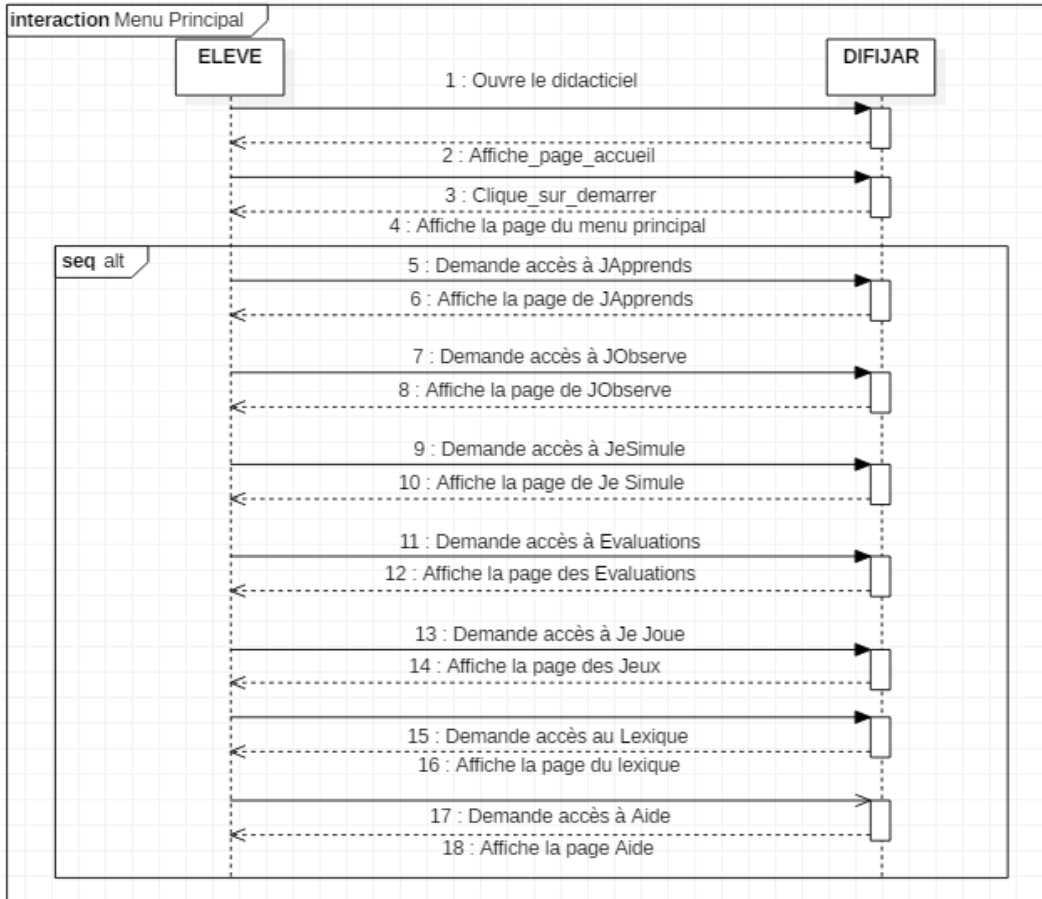 interaction Menu Principal
ELEVE
DIFIJAR
1 : Ouvre le didacticiel
2 : Affiche_page_accueil
3 : Clique_sur_demarrer
4 : Affiche la page du menu principal
seq alt
5 : Demande accès à JApprends
6 : Affiche la page de JApprends
7 : Demande accès à JObserve
8 : Affiche la page de JObserve
9 : Demande accès à JeSimule
10 : Affiche la page de Je Simule
11 : Demande accès à Evaluations
12 : Affiche la page des Evaluations
13 : Demande accès à Je Joue
14 : Affiche la page des Jeux
15 : Demande accès au Lexique
16 : Affiche la page du lexique
17 : Demande accès à Aide
18 : Affiche la page Aide